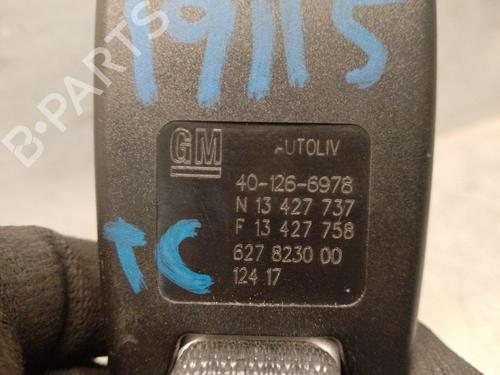 19115
B-PARTS
GM AUTOLIV
40-126-6978
N 13 427 737
F 13 427 758
627 8230 00
124 17
TC